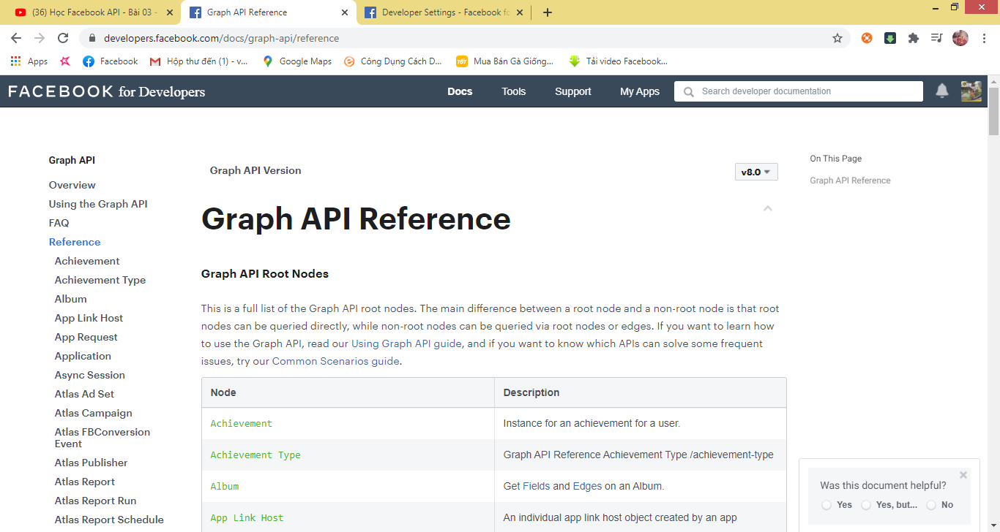 (36) Học Facebook API - Bài 03 -
Graph API Reference
Developer Settings - Facebook fo
developers.facebook.com/docs/graph-api/reference
Apps
Facebook
Hộp thư đến (1) - v...
Google Maps
Công Dụng Cách D...
TỐT
Mua Bán Gà Giống...
Tải video Facebook...
FACEBOOK for Developers
Docs
Tools
Support
My Apps
Search developer documentation
Graph API
Overview
Using the Graph API
FAQ
Reference
Achievement
Achievement Type
Album
App Link Host
App Request
Application
Async Session
Atlas Ad Set
Atlas Campaign
Atlas FBConversion
Event
Atlas Publisher
Atlas Report
Atlas Report Run
Atlas Report Schedule
Graph API Version
v8.0
Graph API Reference
Graph API Root Nodes
This is a full list of the Graph API root nodes. The main difference between a root node and a non-root node is that root
nodes can be queried directly, while non-root nodes can be queried via root nodes or edges. If you want to learn how
to use the Graph API, read our Using Graph API guide, and if you want to know which APIs can solve some frequent
issues, try our Common Scenarios guide.
Node Description
Achievement Instance for an achievement for a user.
Achievement Type Graph API Reference Achievement Type /achievement-type
Album Get Fields and Edges on an Album.
App Link Host An individual app link host object created by an app
On This Page
Graph API Reference
Was this document helpful?
Yes Yes, but... No